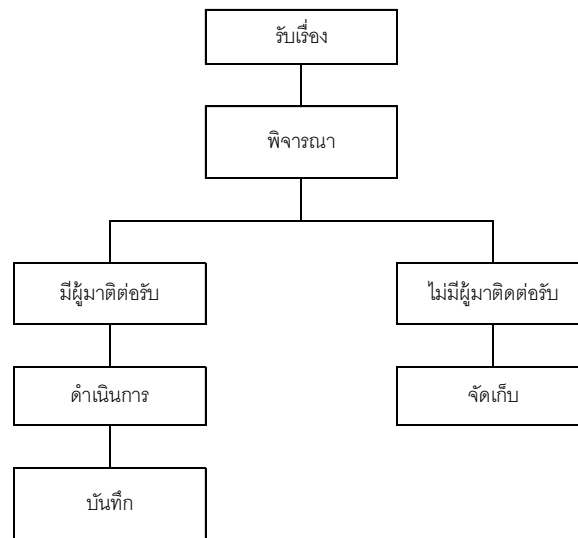 รับเรื่อง
พิจารณา
มีผู้มาติต่อรับ
ไม่มีผู้มาติดต่อรับ
ดำเนินการ
จัดเก็บ
บันทึก